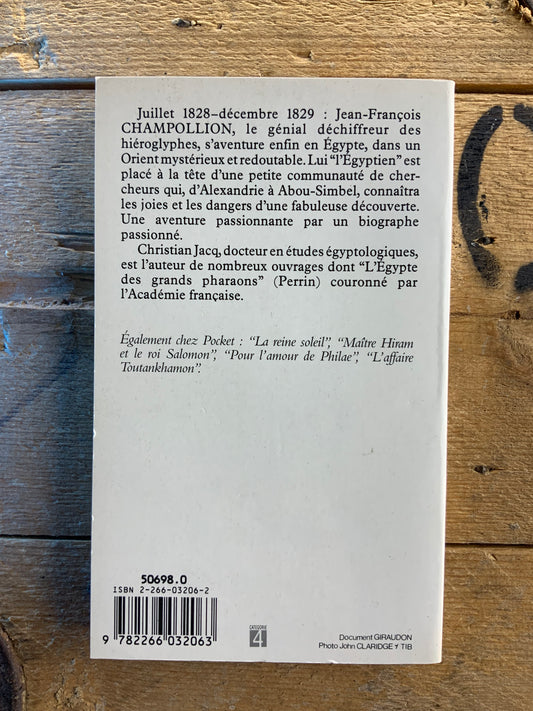 Juillet 1828–décembre 1829 : Jean-François
CHAMPOLLION, le génial déchiffreur des
hiéroglyphes, s’aventure enfin en Égypte, dans un
Orient mystérieux et redoutable. Lui “l’Égyptien” est
placé à la tête d’une petite communauté de cher-
cheurs qui, d’Alexandrie à Abou-Simbel, connaîtra
les joies et les dangers d’une fabuleuse découverte.
Une aventure passionnante par un biographe
passionné.
Christian Jacq, docteur en études égyptologiques,
est l’auteur de nombreux ouvrages dont “L’Égypte
des grands pharaons” (Perrin) couronné par
l’Académie française.
Également chez Pocket : “La reine soleil”, “Maître Hiram
et le roi Salomon”, “Pour l’amour de Philae”, “L’affaire
Toutankhamon”.
50698.0
ISBN 2-266-03206-2
9 782266 032063
CATEGORIE
4
Document GIRAUDON
Photo John CLARIDGE / TIB